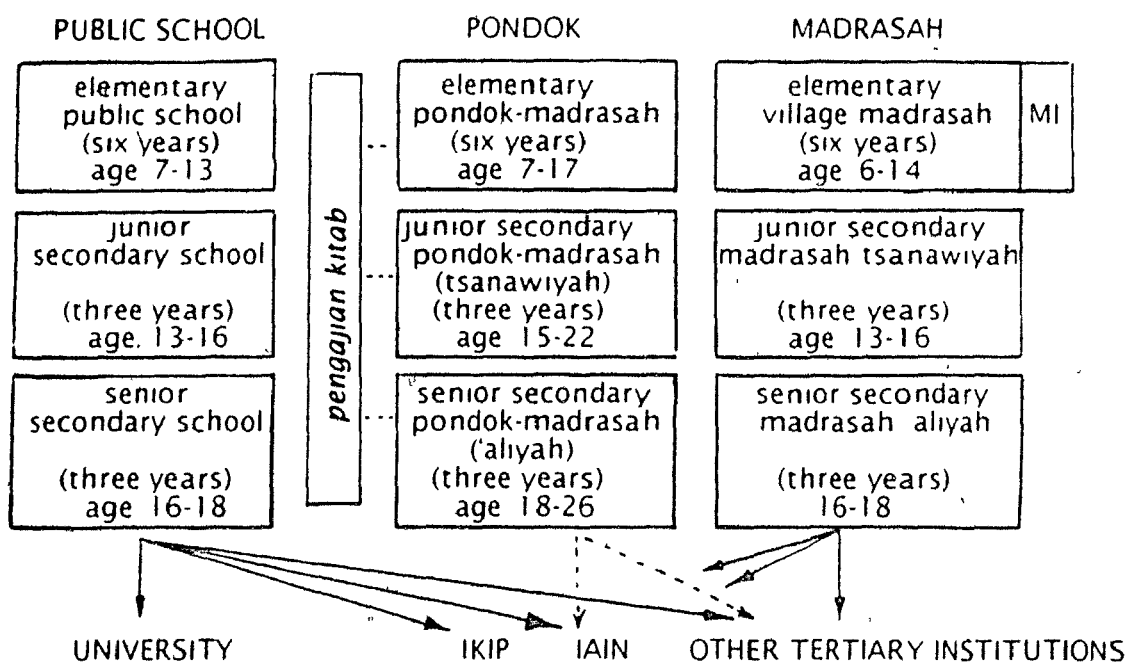 PUBLIC SCHOOL
elementary
public school
(six years)
age 7-13
junior
secondary school
(three years)
age. 13-16
senior
secondary school
(three years)
age 16-18
pengajian kitab
PONDOK
elementary
pondok-madrasah
(six years)
age 7-17
junior secondary
pondok-madrasah
(tsanawiyah)
(three years)
age 15-22
senior secondary
pondok-madrasah
('aliyah)
(three years)
age 18-26
MADRASAH
elementary
village madrasah
(six years)
age 6-14
MI
junior secondary
madrasah tsanawiyah
(three years)
age 13-16
senior secondary
madrasah aliyah
(three years)
16-18
UNIVERSITY
IKIP
IAIN
OTHER TERTIARY INSTITUTIONS